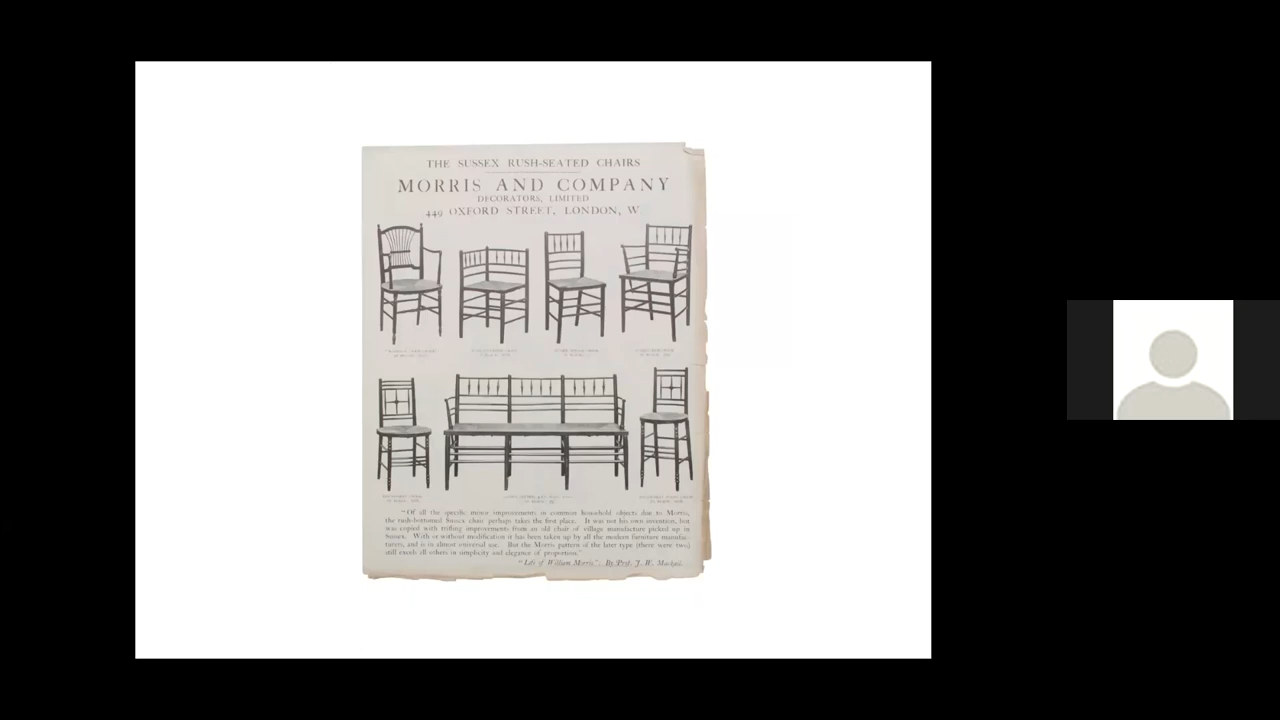 THE SUSSEX RUSH-SEATED CHAIRS
MORRIS AND COMPANY
DECORATORS, LIMITED
449 OXFORD STREET, LONDON, W
"Of all the specific minor improvements in common household objects due to Morris,
the rush-bottomed Sussex chair perhaps takes the first place. It was not his own invention, but
was copied with trifling improvements from an old chair of village manufacture picked up in
Sussex. With or without modification it has been taken up by all the modern furniture manufac-
turers, and is in almost universal use. But the Morris pattern of the later type (there were two)
still excels all others in simplicity and elegance of proportion."
"Life of William Morris". By Prof. J. W. Mackail.